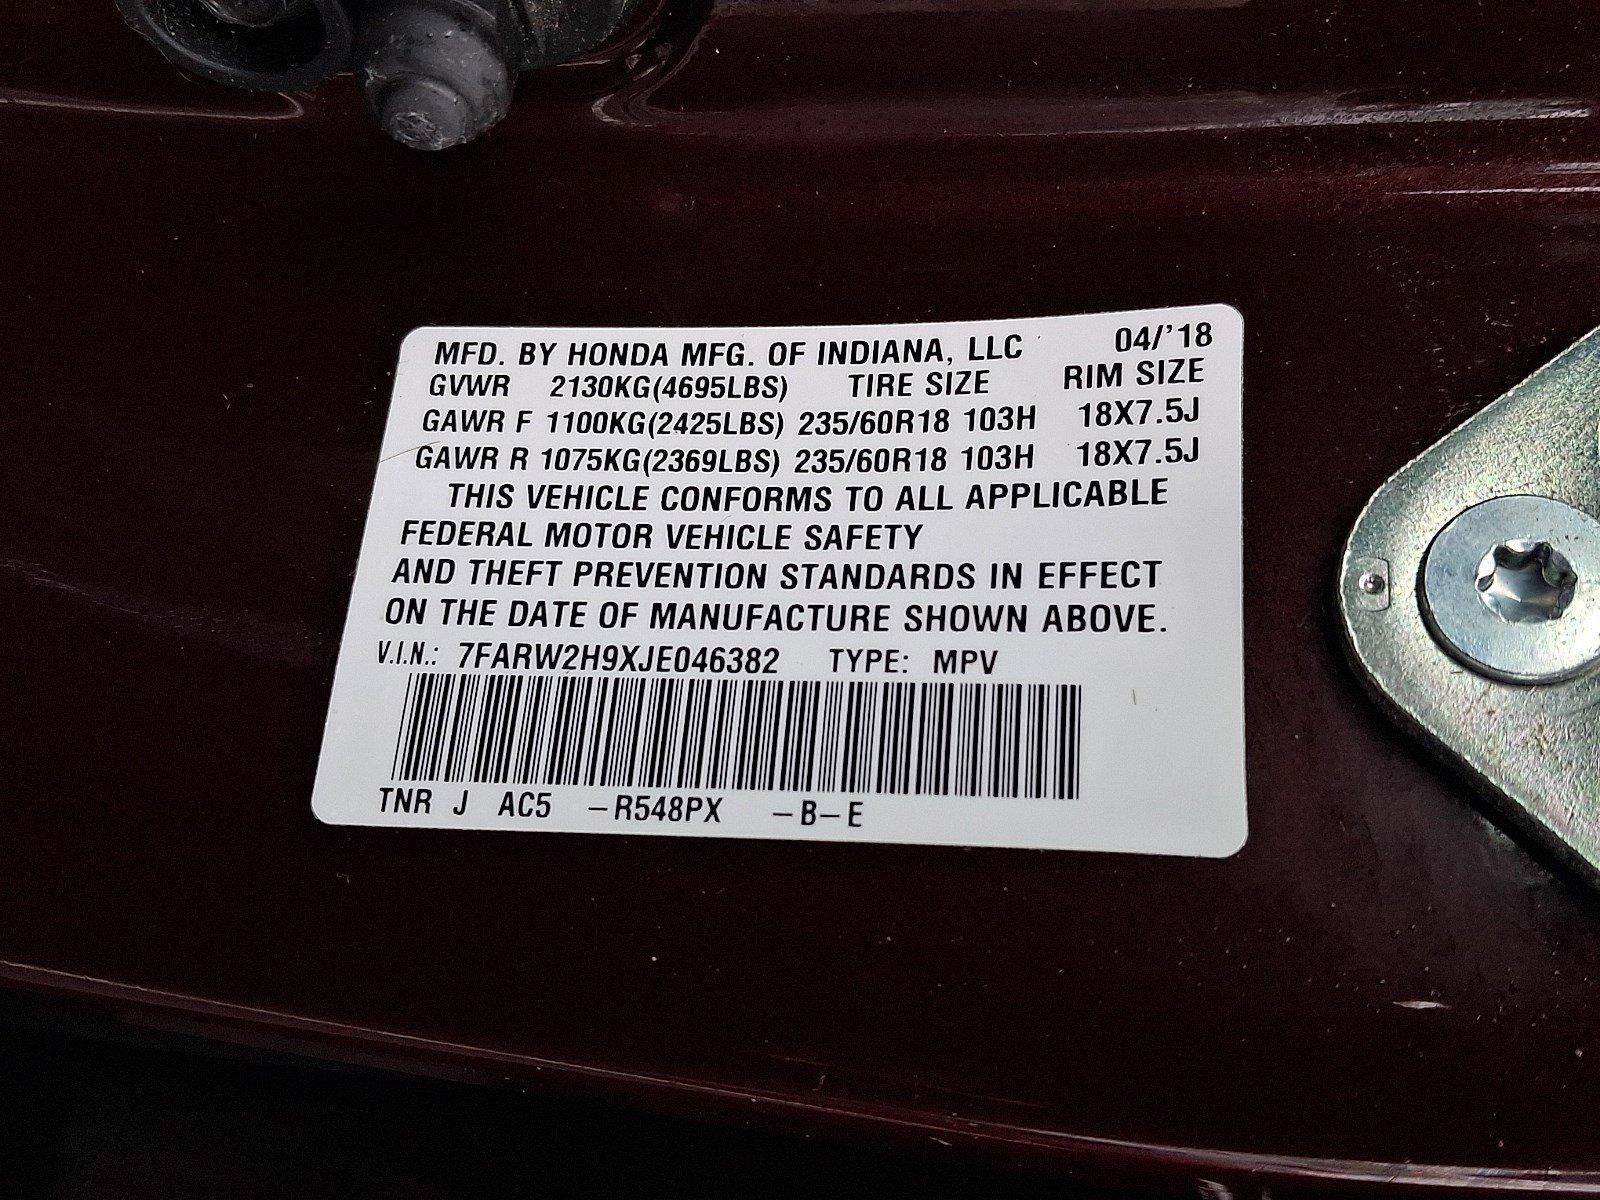 MFD. BY HONDA MFG. OF INDIANA, LLC 04/'18
GVWR 2130KG(4695LBS) TIRE SIZE RIM SIZE
GAWR F 1100KG(2425LBS) 235/60R18 103H 18X7.5J
GAWR R 1075KG(2369LBS) 235/60R18 103H 18X7.5J
THIS VEHICLE CONFORMS TO ALL APPLICABLE
FEDERAL MOTOR VEHICLE SAFETY
AND THEFT PREVENTION STANDARDS IN EFFECT
ON THE DATE OF MANUFACTURE SHOWN ABOVE.
V.I.N.: 7FARW2H9XJE046382 TYPE: MPV
TNR J AC5 –R548PX –B–E